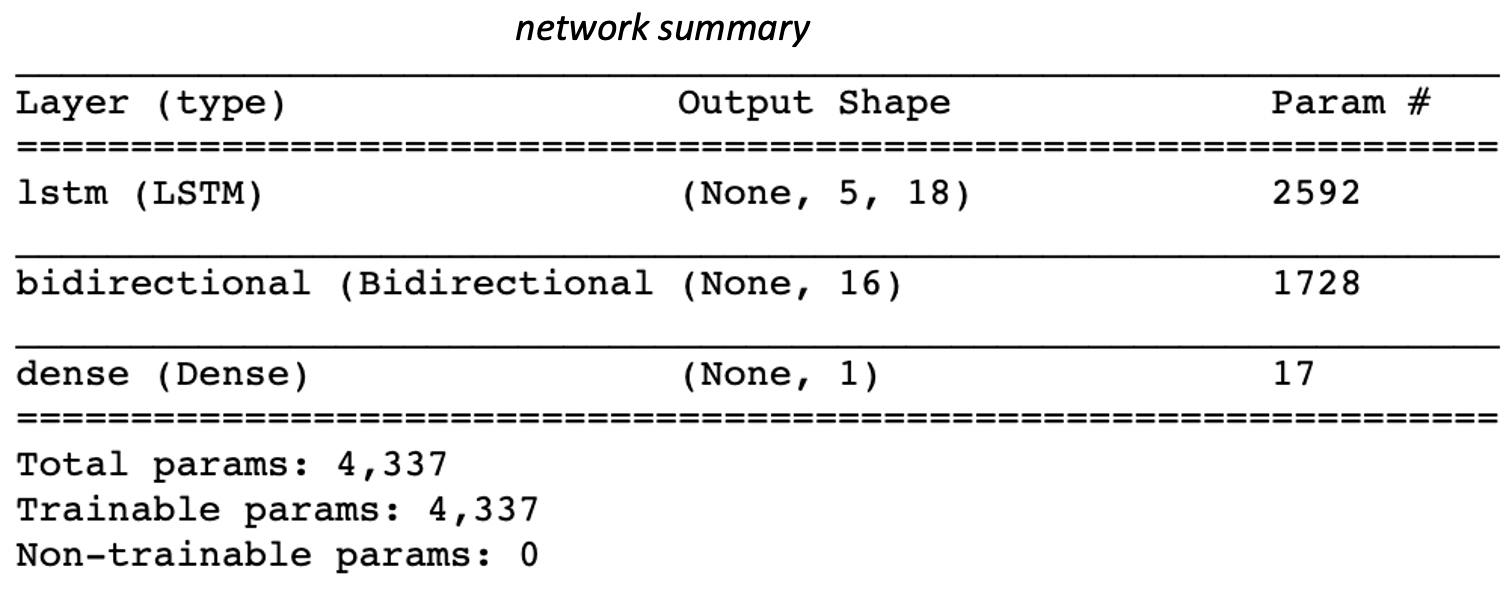 network summary
Layer (type) Output Shape Param #
=================================================================
lstm (LSTM) (None, 5, 18) 2592
bidirectional (Bidirectional (None, 16) 1728
dense (Dense) (None, 1) 17
=================================================================
Total params: 4,337
Trainable params: 4,337
Non-trainable params: 0